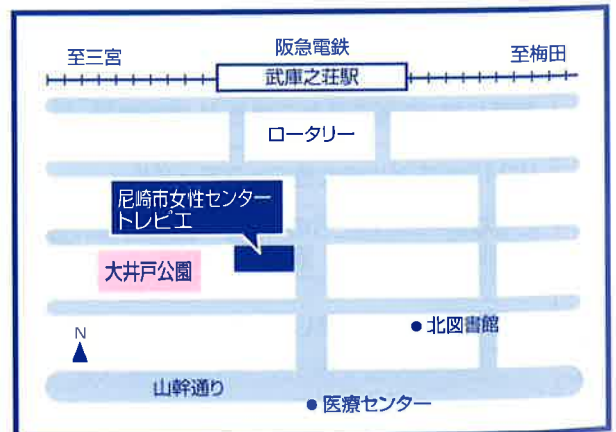 阪急電鉄
至三宮
至梅田
武庫之荘駅
ロータリー
尼崎市女性センター
トレピエ
大井戸公園
● 北図書館
N
山幹通り
● 医療センター